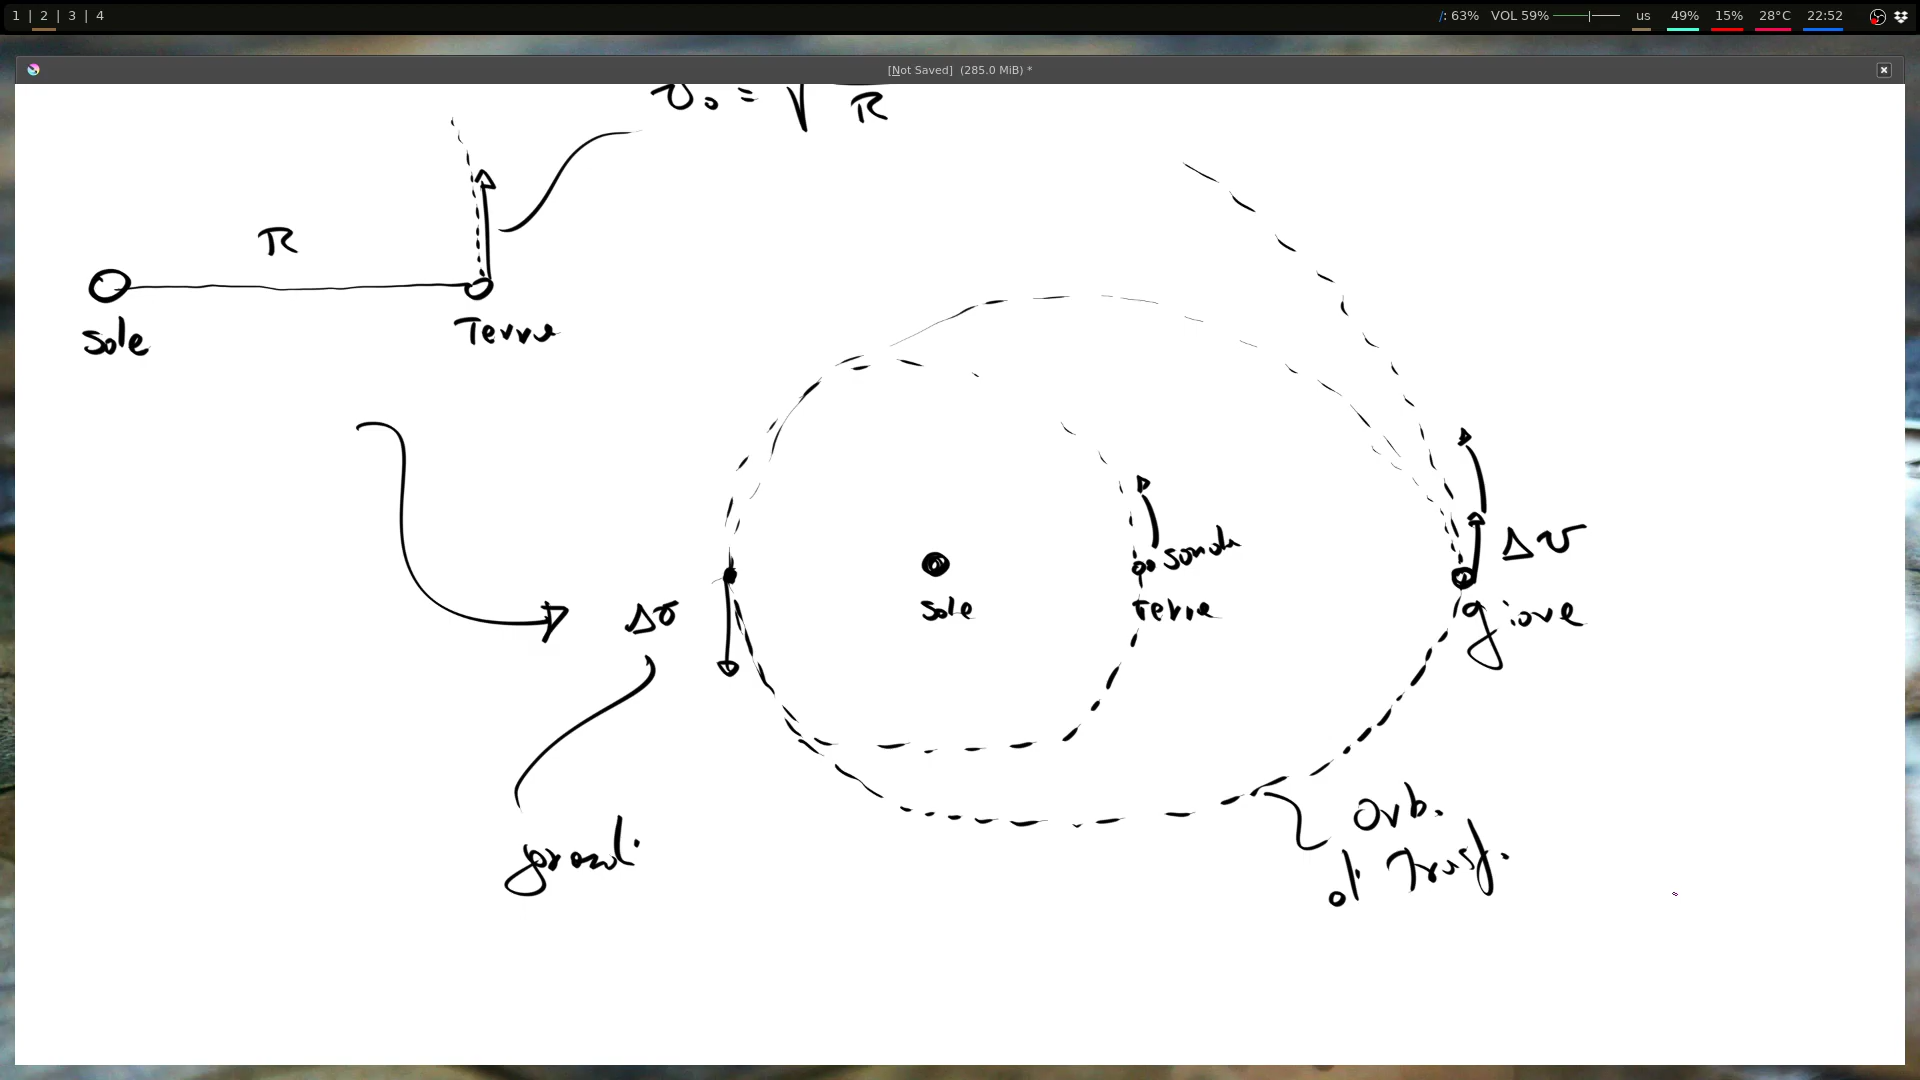 1 | 2 | 3 | 4
/: 63% VOL 59% us 49% 15% 28°C 22:52
[Not Saved] (285.0 MiB) *
v₀ = √ R
R
Sole
Terra
Δv
sonda
Sole
Terra
Δv
giove
grandi
Orb.
di Trasf.